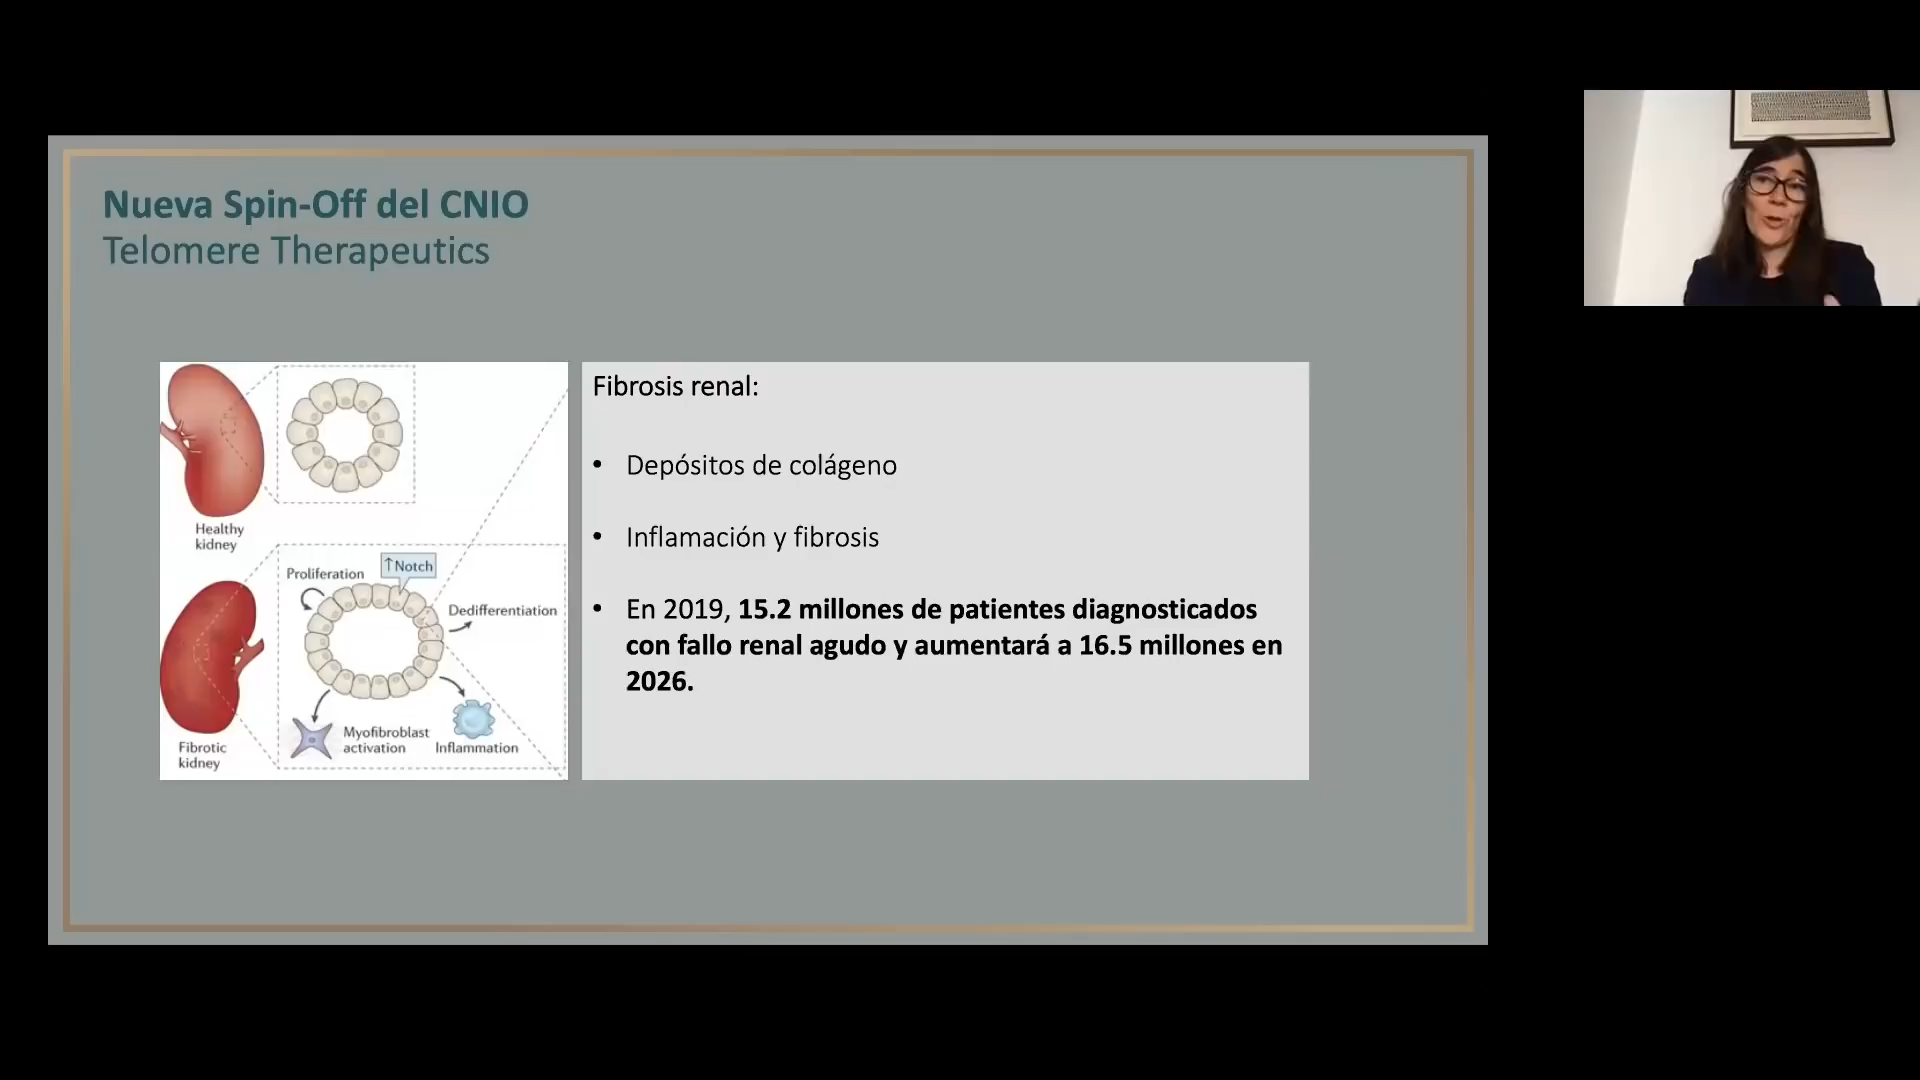 Nueva Spin-Off del CNIO
Telomere Therapeutics
Healthy
kidney
Proliferation
↑Notch
Dedifferentiation
Myofibroblast
activation
Inflammation
Fibrotic
kidney
Fibrosis renal:
• Depósitos de colágeno
• Inflamación y fibrosis
• En 2019, 15.2 millones de patientes diagnosticados
con fallo renal agudo y aumentará a 16.5 millones en
2026.